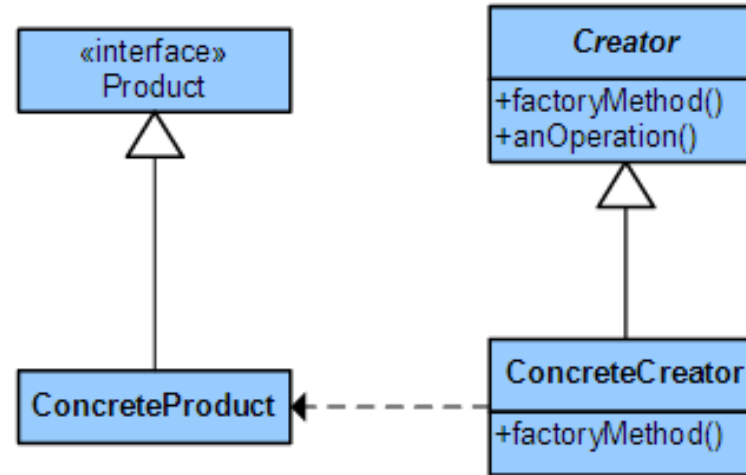 «interface»
Product
Creator
+factoryMethod()
+anOperation()
ConcreteProduct
ConcreteCreator
+factoryMethod()